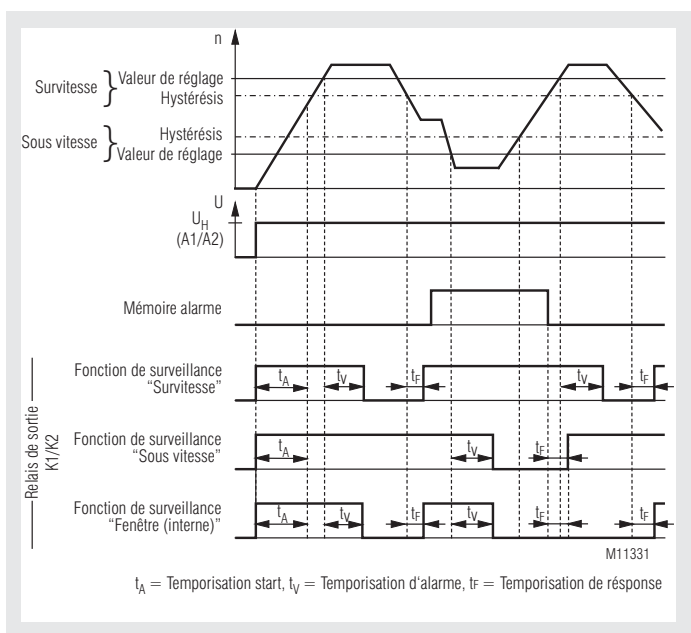 n
Survitesse
Valeur de réglage
Hystérésis
Sous vitesse
Hystérésis
Valeur de réglage
U
U_H
(A1/A2)
Mémoire alarme
Relais de sortie
K1/K2
Fonction de surveillance
"Survitesse"
t_A
t_V
t_F
t_V
t_F
Fonction de surveillance
"Sous vitesse"
t_A
t_V
t_F
Fonction de surveillance
"Fenêtre (interne)"
t_A
t_V
t_F
t_V
t_F
t_F
M11331
t_A = Temporisation start, t_V = Temporisation d'alarme, tF = Temporisation de résponse